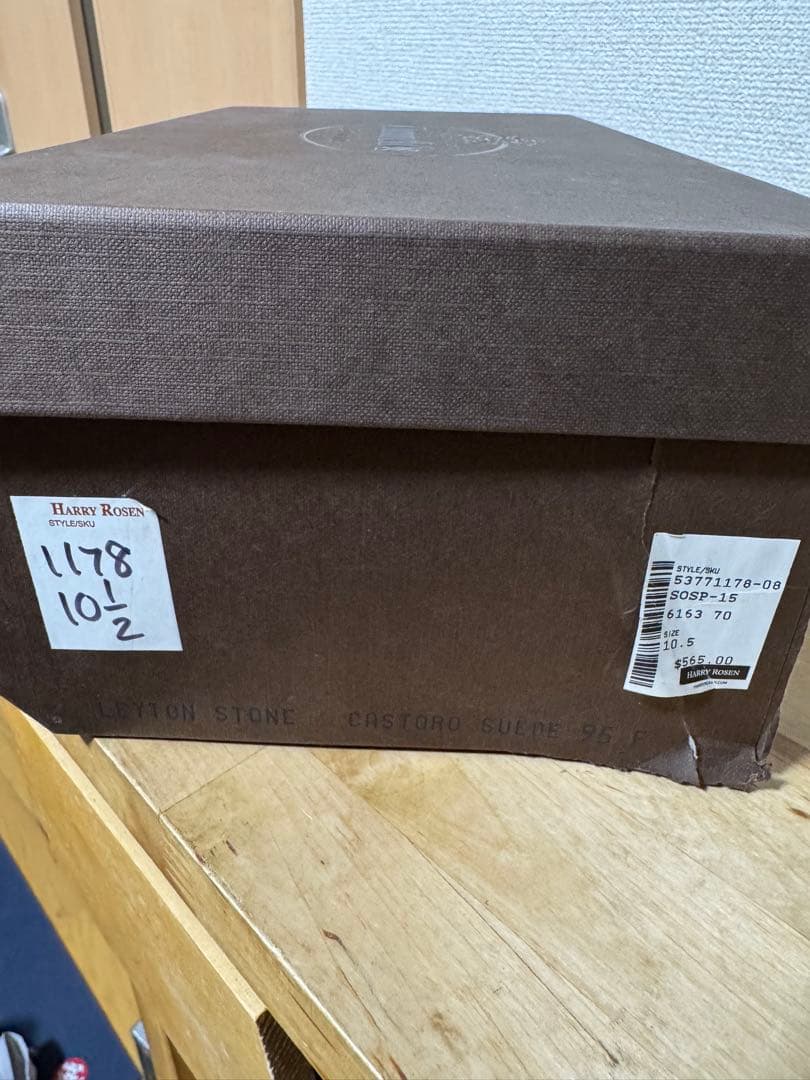 HARRY ROSEN
STYLE/SKU
1178
10 1/2
STYLE/SKU
53771178-08
SOSP-15
6163 70
SIZE
10.5
$565.00
HARRY ROSEN
LEYTON STONE CASTORO SUEDE 95 F